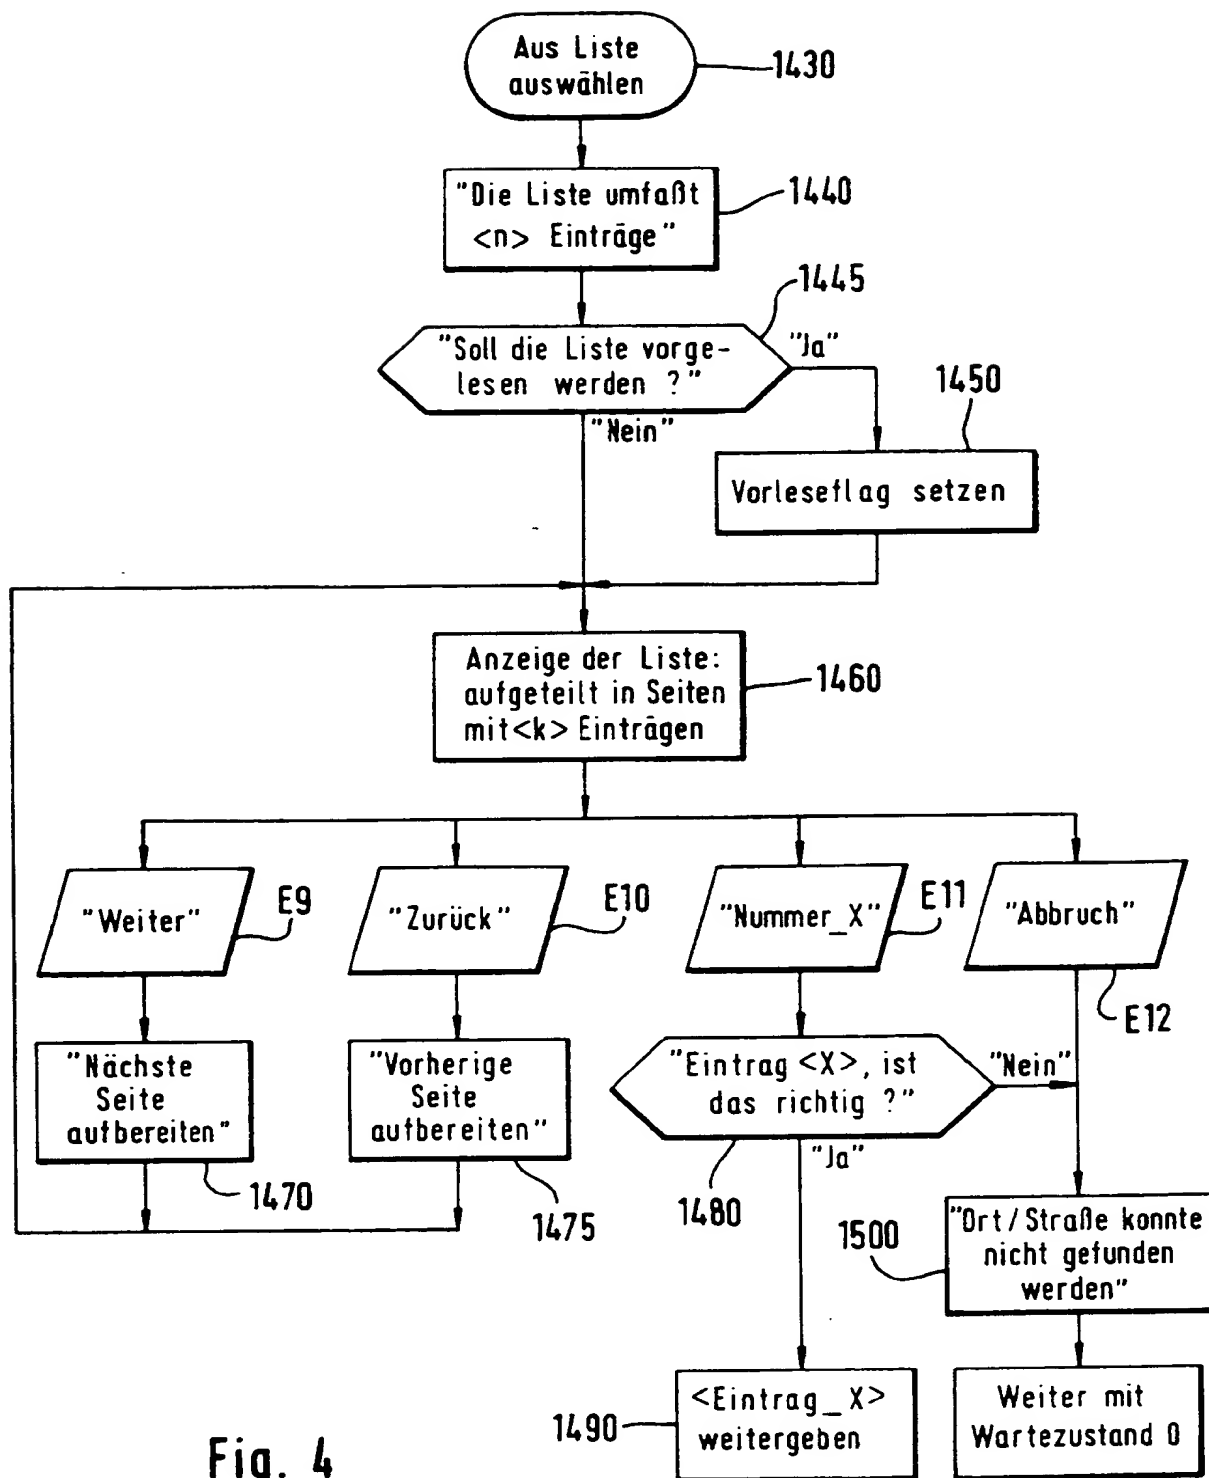 Aus Liste
auswählen
1430
"Die Liste umfaßt
<n> Einträge"
1440
1445
"Soll die Liste vorge-
lesen werden ?"
"Ja"
"Nein"
1450
Vorleseflag setzen
Anzeige der Liste:
aufgeteilt in Seiten
mit <k> Einträgen
1460
"Weiter"
E9
"Zurück"
E10
"Nummer_X"
E11
"Abbruch"
E12
"Nächste
Seite
aufbereiten"
1470
"Vorherige
Seite
aufbereiten"
1475
"Eintrag <X>, ist
das richtig ?"
"Nein"
"Ja"
1480
1500
"Ort/Straße konnte
nicht gefunden
werden"
1490
<Eintrag_X>
weitergeben
Weiter mit
Wartezustand 0
Fig. 4